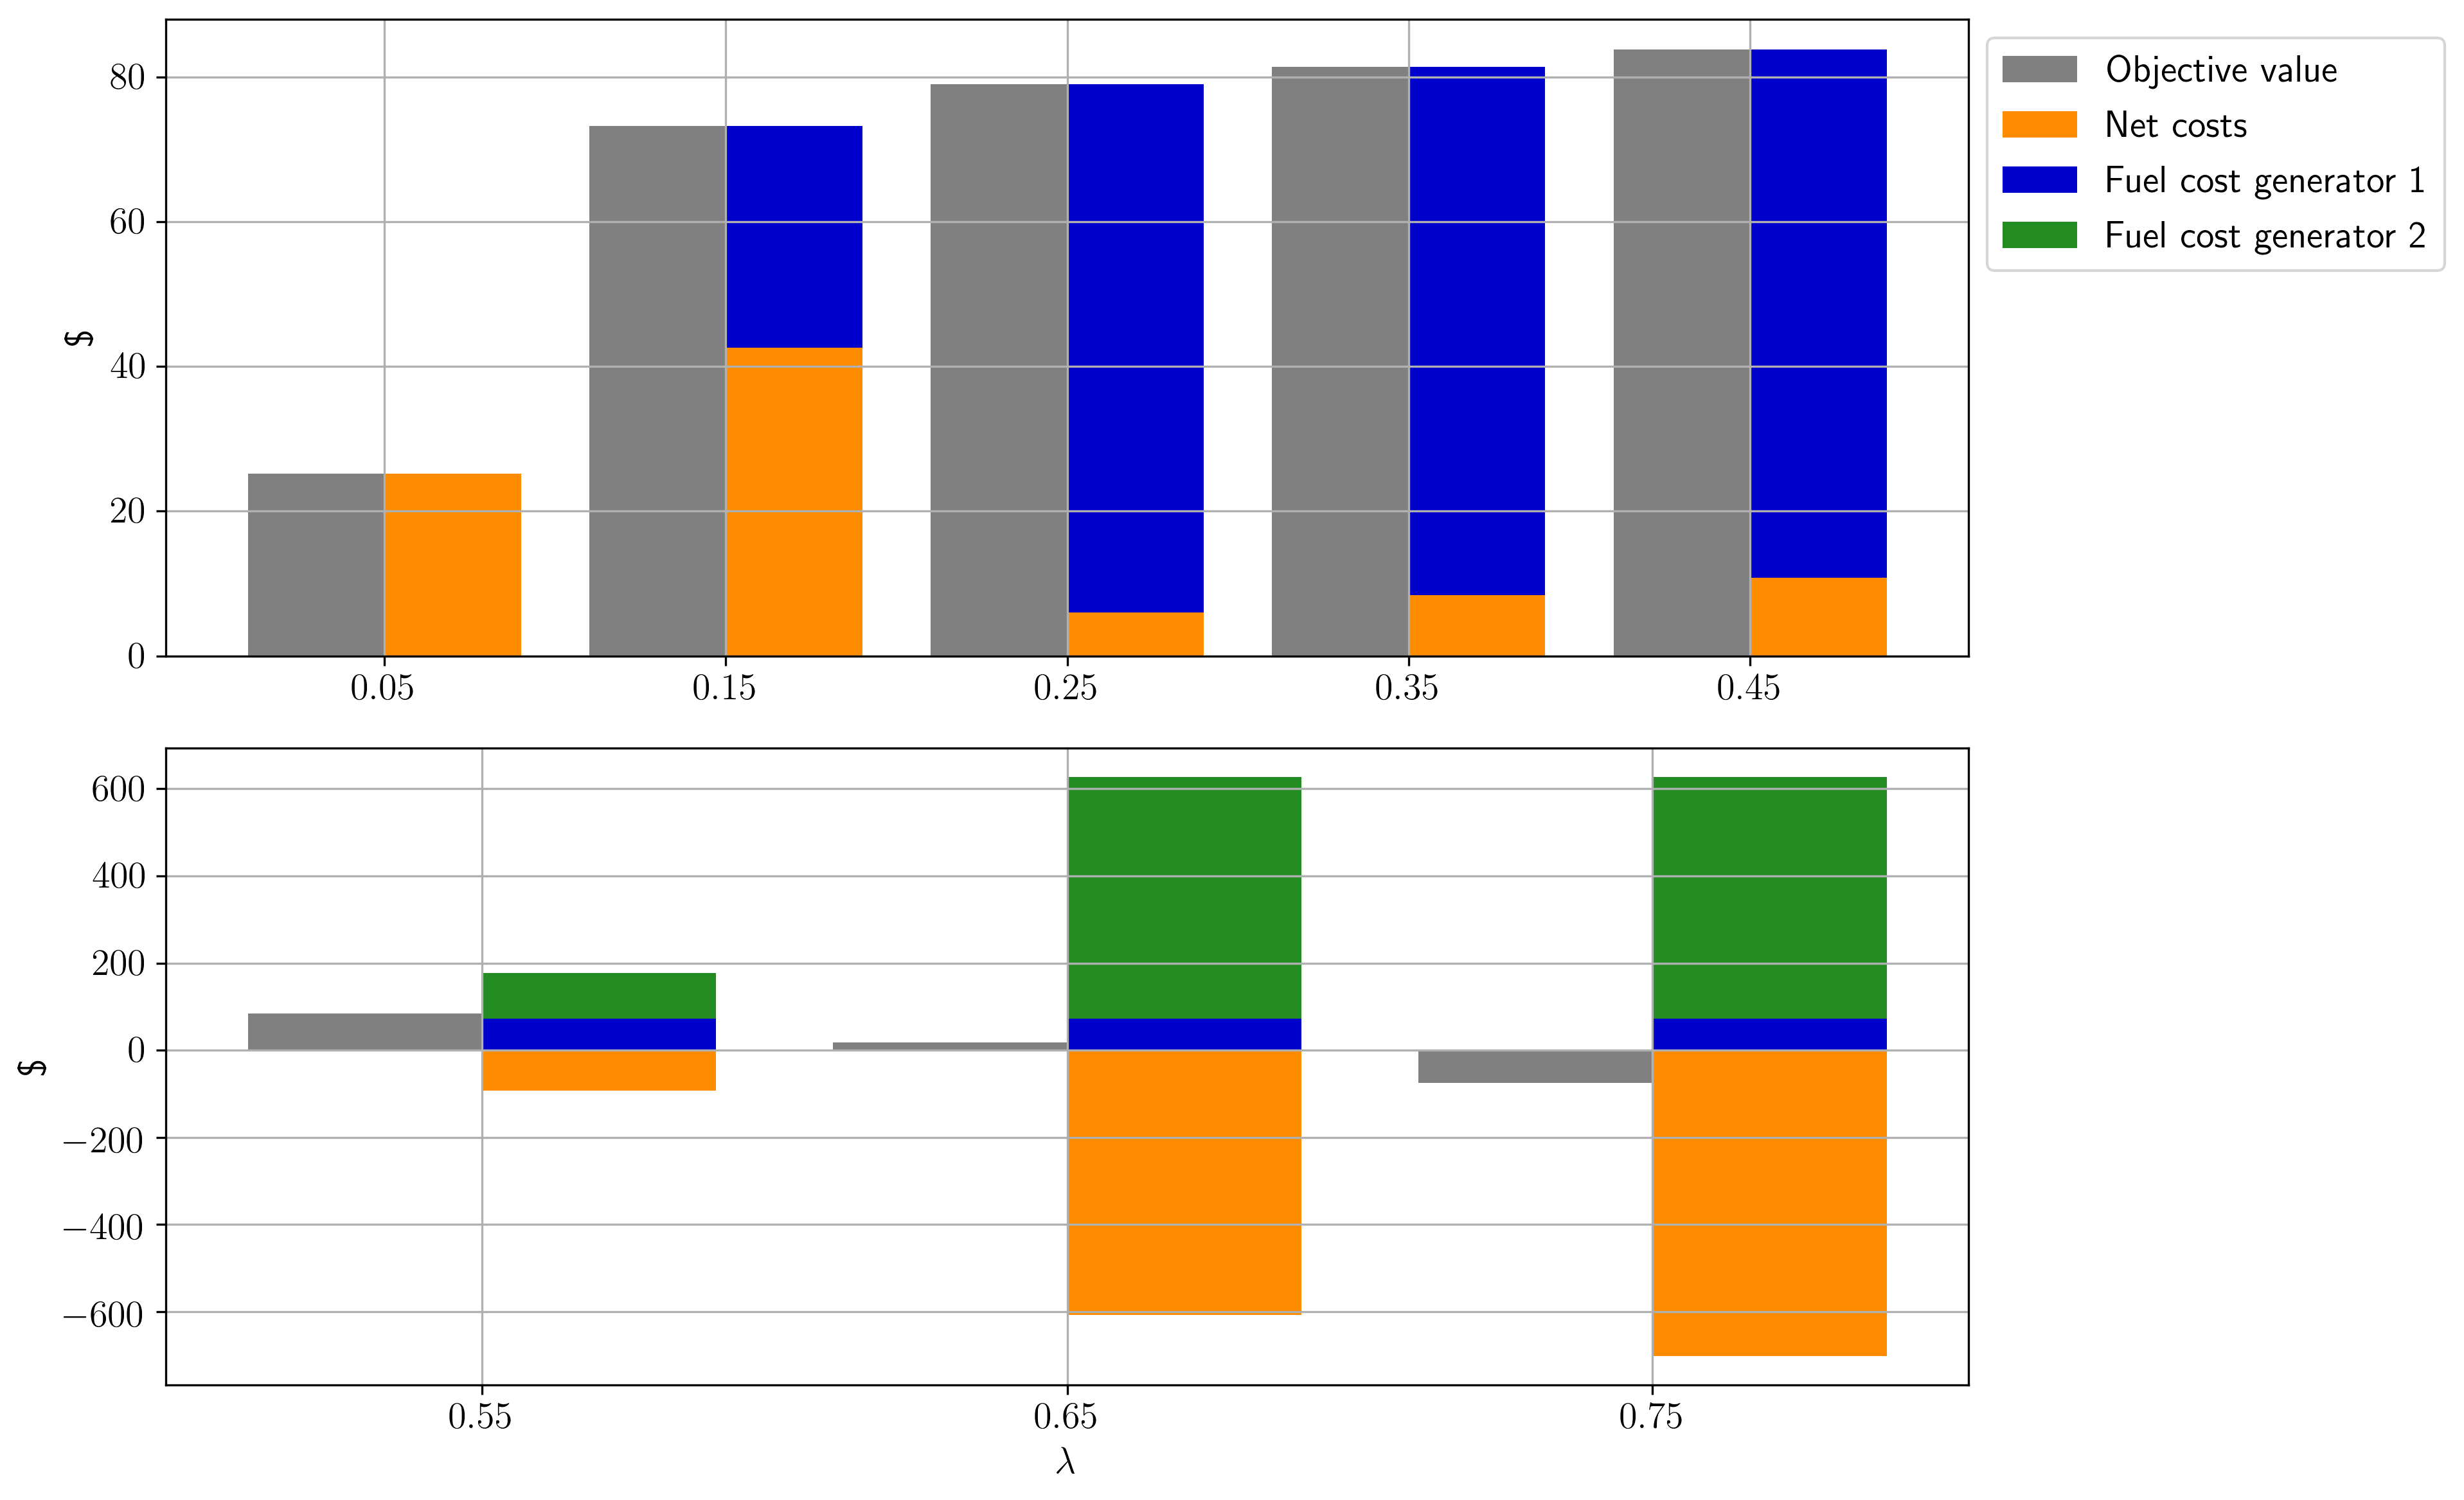 $
80
60
40
20
0
0.05 0.15 0.25 0.35 0.45
Objective value
Net costs
Fuel cost generator 1
Fuel cost generator 2
$
600
400
200
0
−200
−400
−600
0.55 0.65 0.75
λ